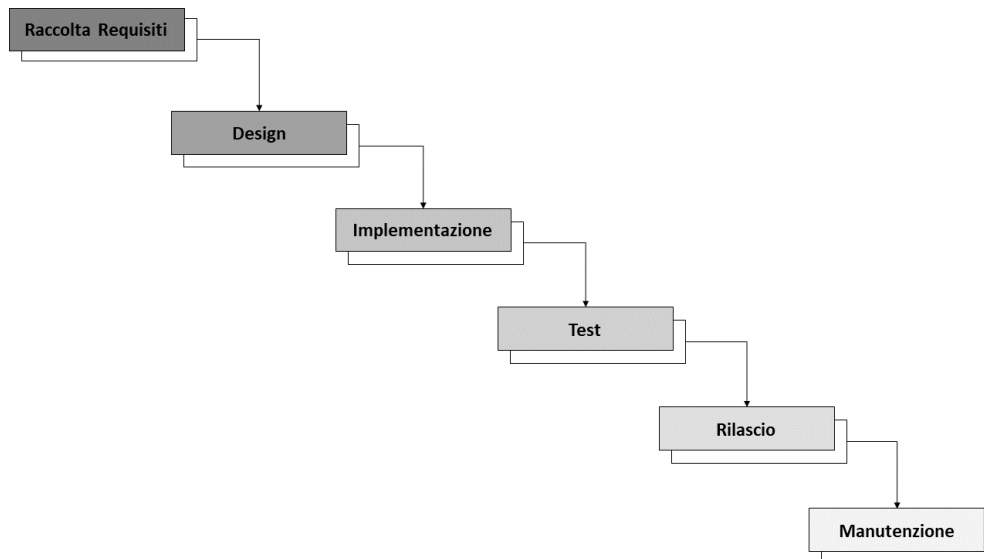 Raccolta Requisiti
Design
Implementazione
Test
Rilascio
Manutenzione